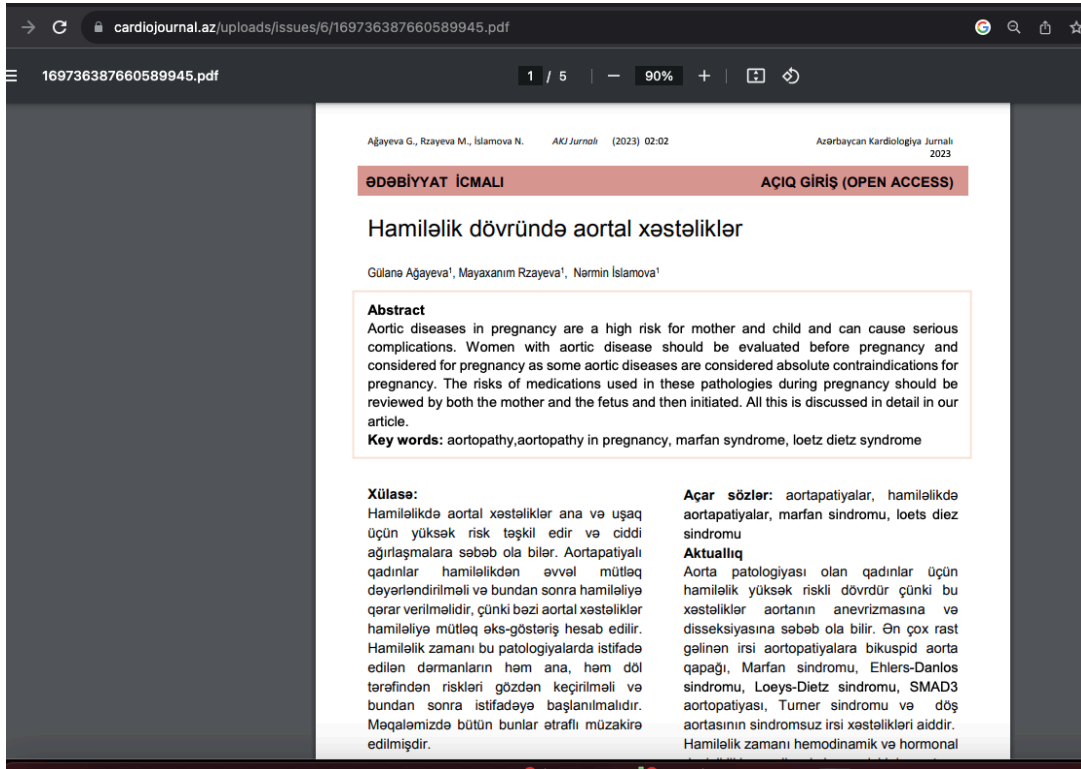 cardiojournal.az/uploads/issues/6/169736387660589945.pdf
169736387660589945.pdf
1 / 5
90%
Ağayeva G., Rzayeva M., İslamova N. AKJ Jurnalı (2023) 02:02
Azərbaycan Kardiologiya Jurnalı
2023
ƏDƏBİYYAT İCMALI
AÇIQ GİRİŞ (OPEN ACCESS)
Hamiləlik dövründə aortal xəstəliklər
Gülanə Ağayeva¹, Mayaxanım Rzayeva¹, Nərmin İslamova¹
Abstract
Aortic diseases in pregnancy are a high risk for mother and child and can cause serious
complications. Women with aortic disease should be evaluated before pregnancy and
considered for pregnancy as some aortic diseases are considered absolute contraindications for
pregnancy. The risks of medications used in these pathologies during pregnancy should be
reviewed by both the mother and the fetus and then initiated. All this is discussed in detail in our
article.
Key words: aortopathy,aortopathy in pregnancy, marfan syndrome, loetz dietz syndrome
Xülasə:
Hamiləlikdə aortal xəstəliklər ana və uşaq
üçün yüksək risk təşkil edir və ciddi
ağırlaşmalara səbəb ola bilər. Aortapatiyalı
qadınlar hamiləlikdən əvvəl mütləq
dəyərləndirilməli və bundan sonra hamiləliyə
qərar verilməlidir, çünki bəzi aortal xəstəliklər
hamiləliyə mütləq əks-göstəriş hesab edilir.
Hamiləlik zamanı bu patologiyalarda istifadə
edilən dərmanların həm ana, həm döl
tərəfindən riskləri gözdən keçirilməli və
bundan sonra istifadəyə başlanılmalıdır.
Məqaləmizdə bütün bunlar ətraflı müzakirə
edilmişdir.
Açar sözlər: aortapatiyalar, hamiləlikdə
aortapatiyalar, marfan sindromu, loets diez
sindromu
Aktuallıq
Aorta patologiyası olan qadınlar üçün
hamiləlik yüksək riskli dövrdür çünki bu
xəstəliklər aortanın anevrizmasına və
disseksiyasına səbəb ola bilir. Ən çox rast
gəlinən irsi aortopatiyalara bikuspid aorta
qapağı, Marfan sindromu, Ehlers-Danlos
sindromu, Loeys-Dietz sindromu, SMAD3
aortopatiyası, Turner sindromu və döş
aortasının sindromsuz irsi xəstəlikləri aiddir.
Hamiləlik zamanı hemodinamik və hormonal